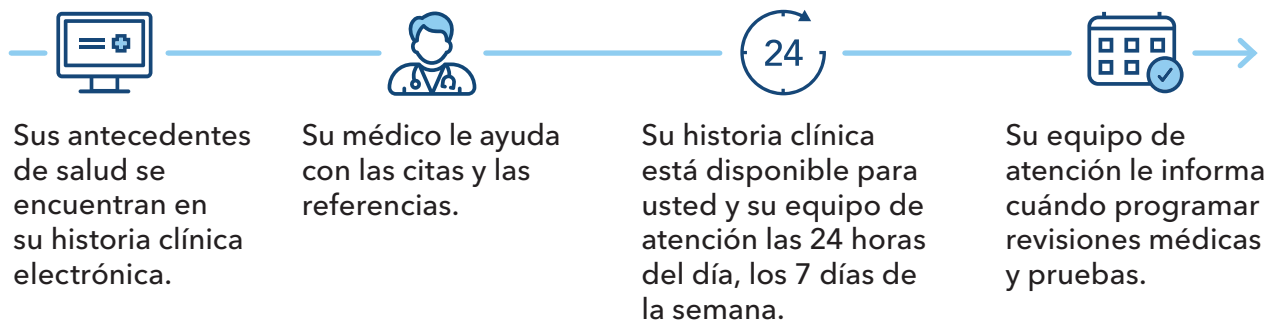 24
Sus antecedentes
de salud se
encuentran en
su historia clínica
electrónica.
Su médico le ayuda
con las citas y las
referencias.
Su historia clínica
está disponible para
usted y su equipo de
atención las 24 horas
del día, los 7 días de
la semana.
Su equipo de
atención le informa
cuándo programar
revisiones médicas
y pruebas.